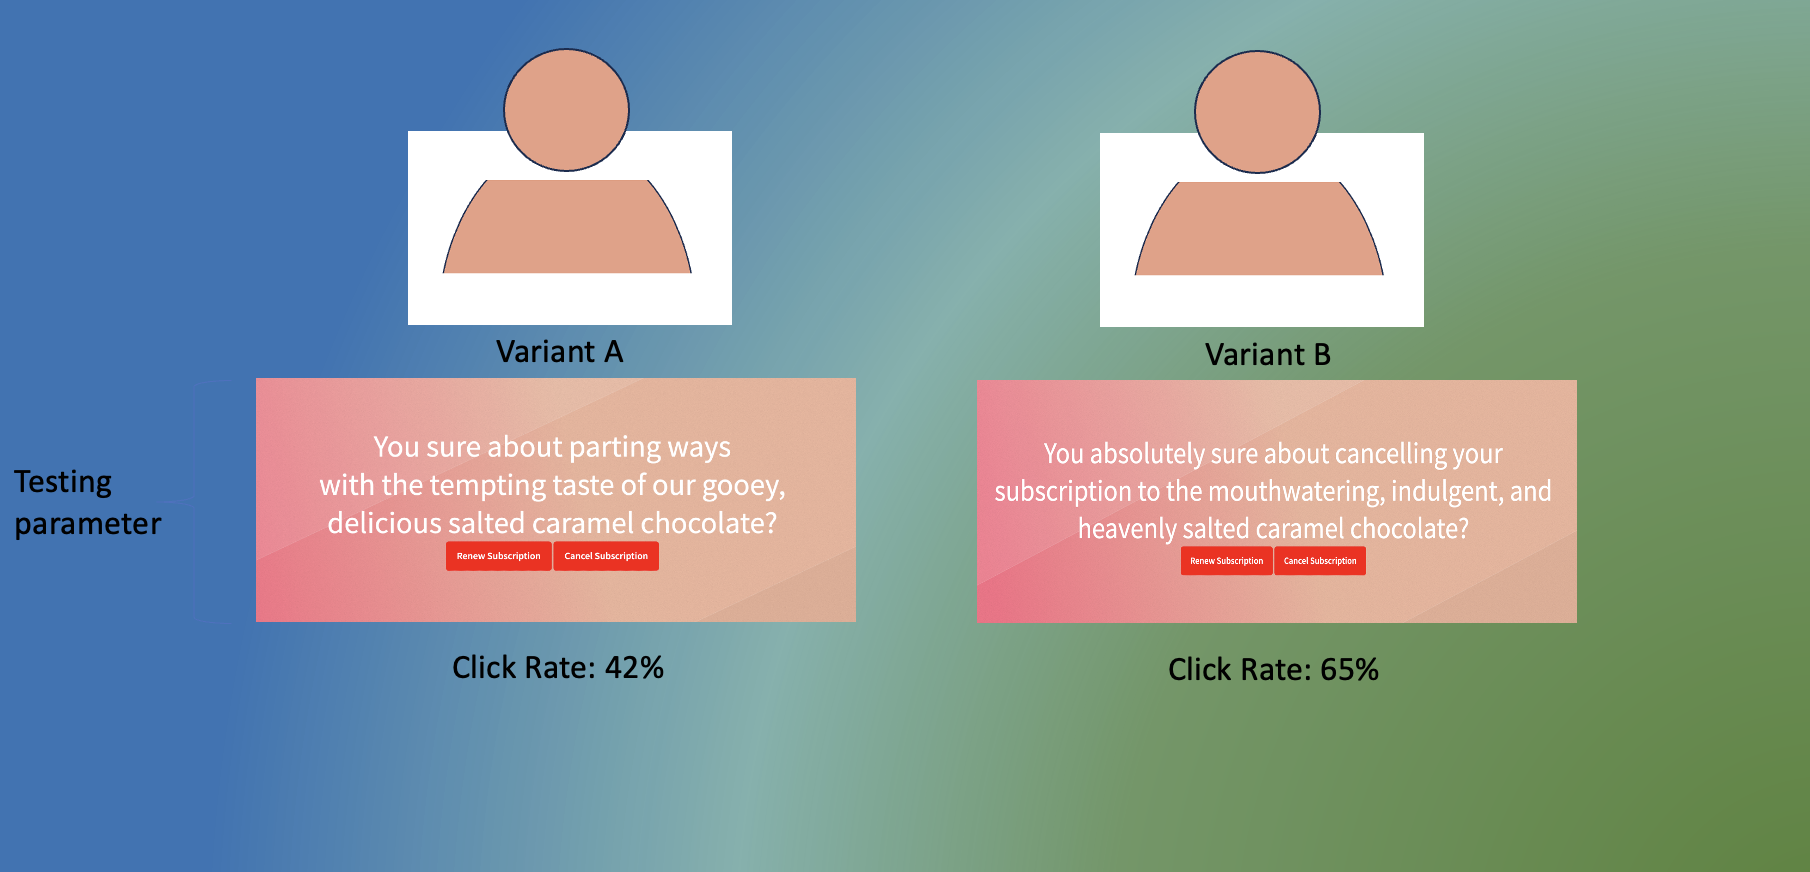 Variant A
Variant B
Testing
parameter
You sure about parting ways
with the tempting taste of our gooey,
delicious salted caramel chocolate?
Renew Subscription
Cancel Subscription
You absolutely sure about cancelling your
subscription to the mouthwatering, indulgent, and
heavenly salted caramel chocolate?
Renew Subscription
Cancel Subscription
Click Rate: 42%
Click Rate: 65%